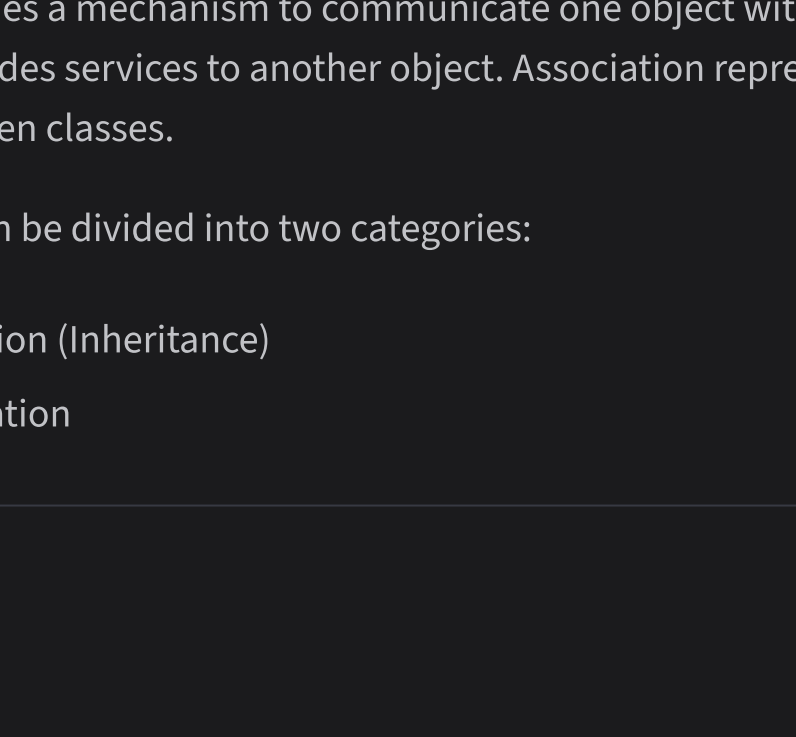 es a mechanism to communicate one object wit
des services to another object. Association repre
en classes.
n be divided into two categories:
ion (Inheritance)
ation